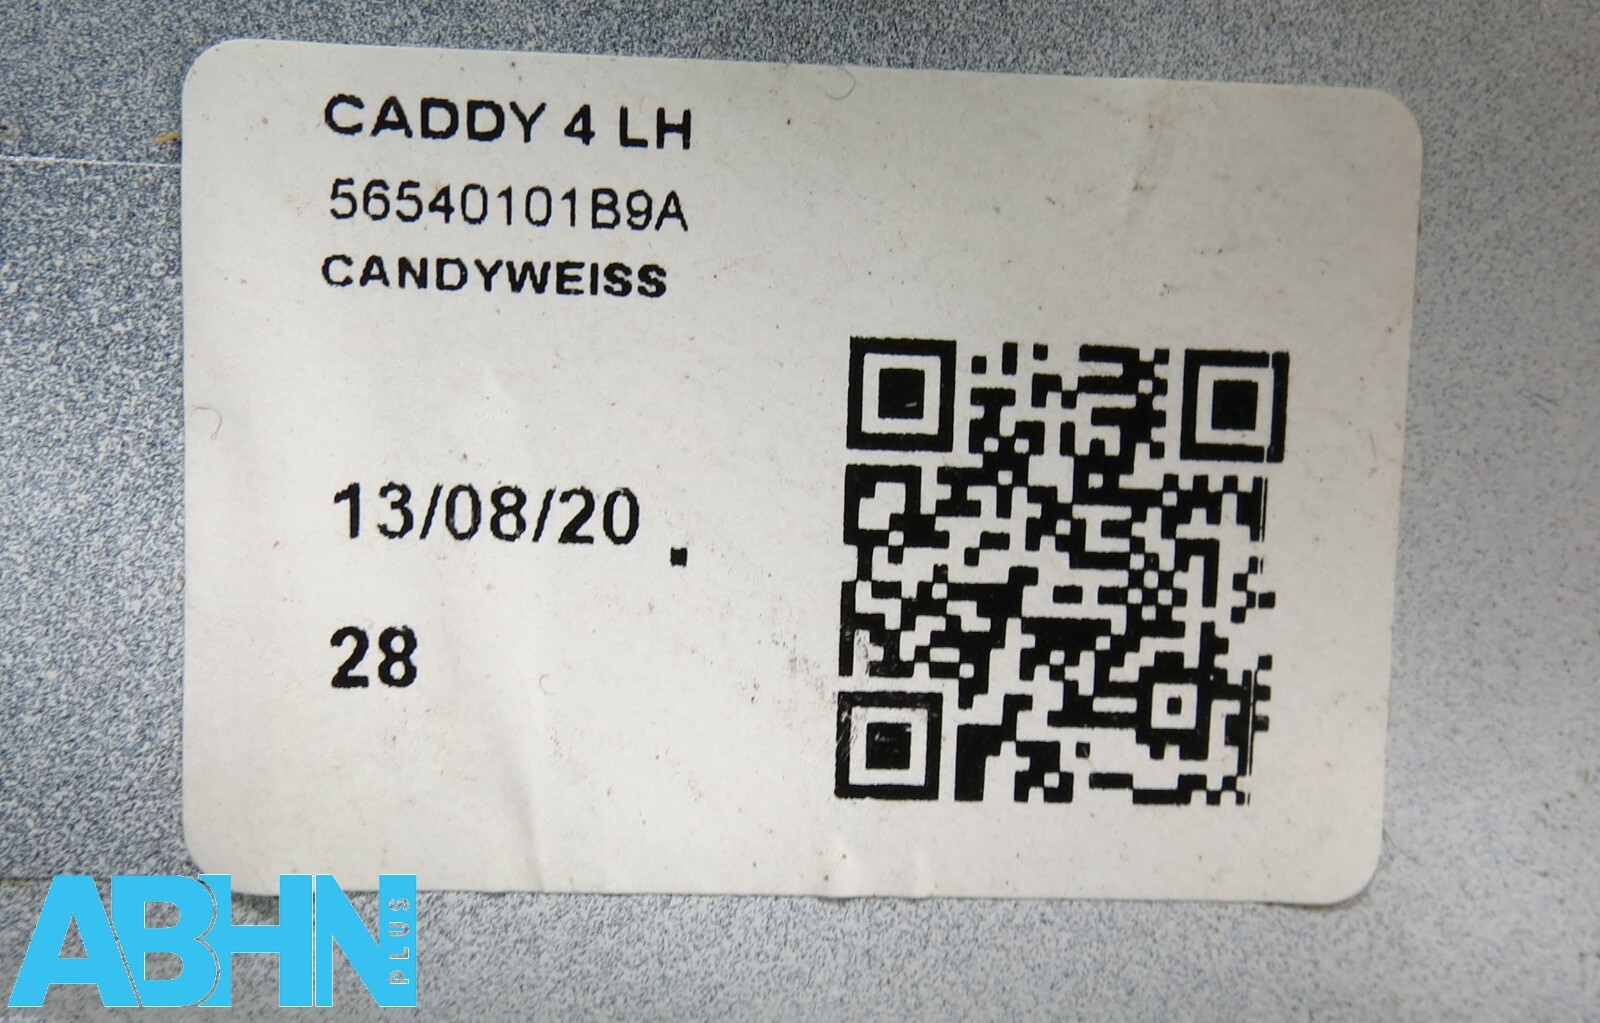 CADDY 4 LH
56540101B9A
CANDYWEISS
13/08/20 .
28
ABHN PLUS